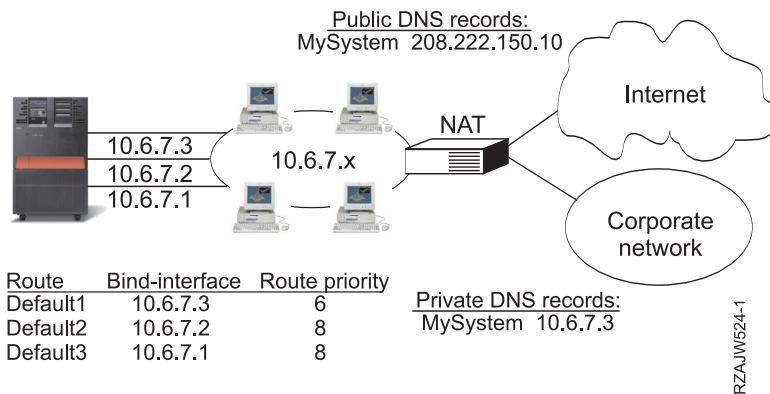 Public DNS records:
MySystem 208.222.150.10
Internet
NAT
10.6.7.3
10.6.7.2
10.6.7.1
10.6.7.x
Corporate
network
Route Bind-interface Route priority
Default1 10.6.7.3 6
Default2 10.6.7.2 8
Default3 10.6.7.1 8
Private DNS records:
MySystem 10.6.7.3
RZAJW524-1